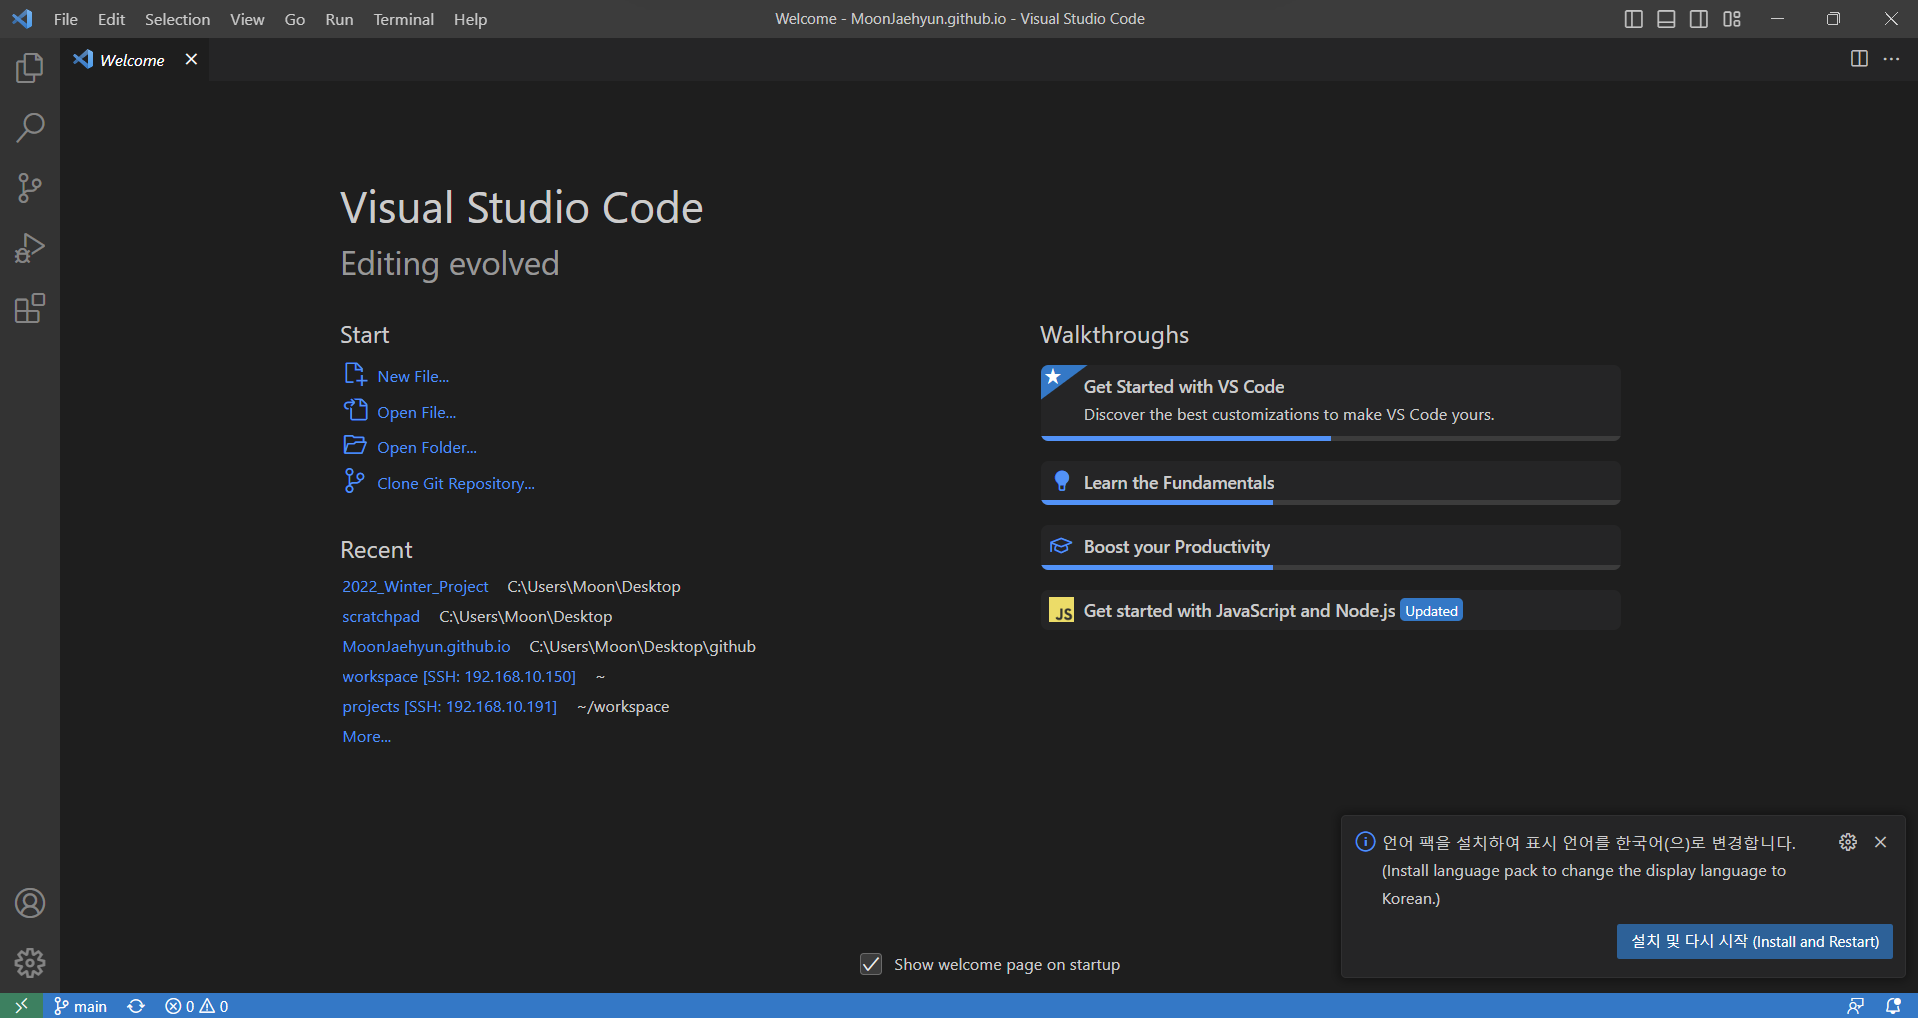 File Edit Selection View Go Run Terminal Help
Welcome - MoonJaehyun.github.io - Visual Studio Code
Welcome
Visual Studio Code
Editing evolved
Start
New File...
Open File...
Open Folder...
Clone Git Repository...
Recent
2022_Winter_Project C:\Users\Moon\Desktop
scratchpad C:\Users\Moon\Desktop
MoonJaehyun.github.io C:\Users\Moon\Desktop\github
workspace [SSH: 192.168.10.150] ~
projects [SSH: 192.168.10.191] ~/workspace
More...
Walkthroughs
Get Started with VS Code
Discover the best customizations to make VS Code yours.
Learn the Fundamentals
Boost your Productivity
JS Get started with JavaScript and Node.js Updated
언어 팩을 설치하여 표시 언어를 한국어(으)로 변경합니다.
(Install language pack to change the display language to
Korean.)
설치 및 다시 시작 (Install and Restart)
Show welcome page on startup
main 0 0